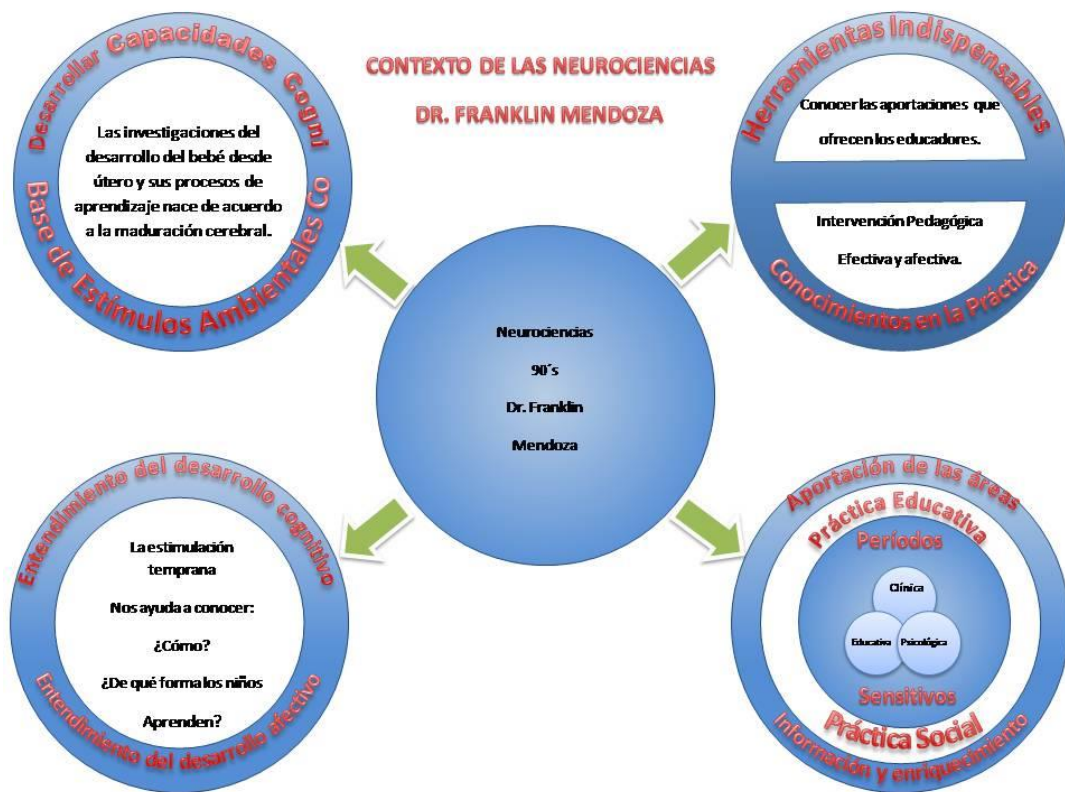 CONTEXTO DE LAS NEUROCIENCIAS
DR. FRANKLIN MENDOZA
Desarrollar Capacidades Cogni
Las investigaciones del
desarrollo del bebé desde
útero y sus procesos de
aprendizaje nace de acuerdo
a la maduración cerebral.
Base de Estímulos Ambientales Co
Herramientas Indispensables
Conocer las aportaciones que
ofrecen los educadores.
Intervención Pedagógica
Efectiva y afectiva.
Conocimientos en la Práctica
Neurociencias
90´s
Dr. Franklin
Mendoza
Entendimiento del desarrollo cognitivo
La estimulación
temprana
Nos ayuda a conocer:
¿Cómo?
¿De qué forma los niños
Aprenden?
Entendimiento del desarrollo afectivo
Aportación de las áreas
Práctica Educativa
Períodos
Clínica
Educativa
Psicológica
Sensitivos
Práctica Social
Información y enriquecimiento